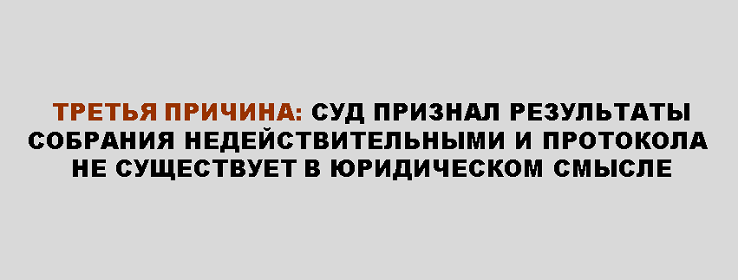 ТРЕТЬЯ ПРИЧИНА: СУД ПРИЗНАЛ РЕЗУЛЬТАТЫ
СОБРАНИЯ НЕДЕЙСТВИТЕЛЬНЫМИ И ПРОТОКОЛА
НЕ СУЩЕСТВУЕТ В ЮРИДИЧЕСКОМ СМЫСЛЕ